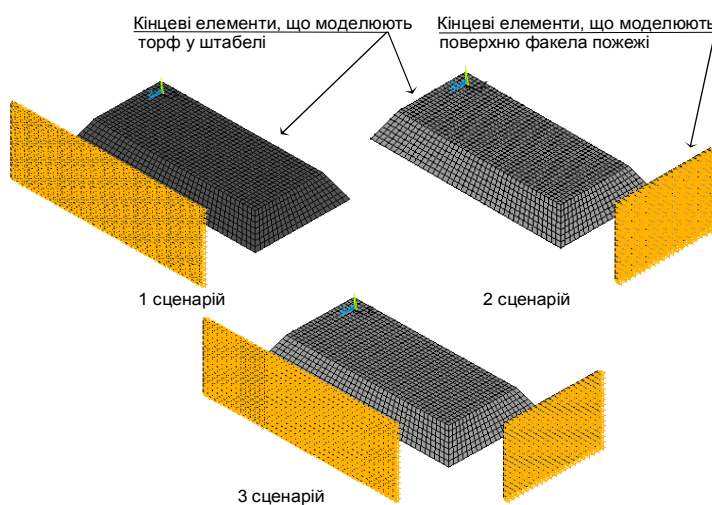 Кінцеві елементи, що моделюють
торф у штабелі
Кінцеві елементи, що моделюють
поверхню факела пожежі
1 сценарій
2 сценарій
3 сценарій